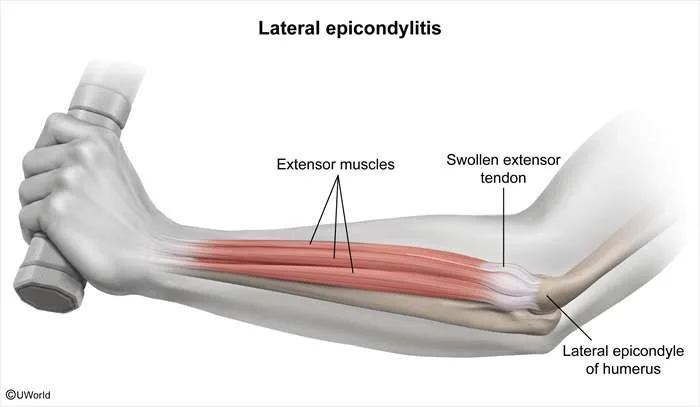 Lateral epicondylitis
Extensor muscles
Swollen extensor
tendon
Lateral epicondyle
of humerus
©UWorld